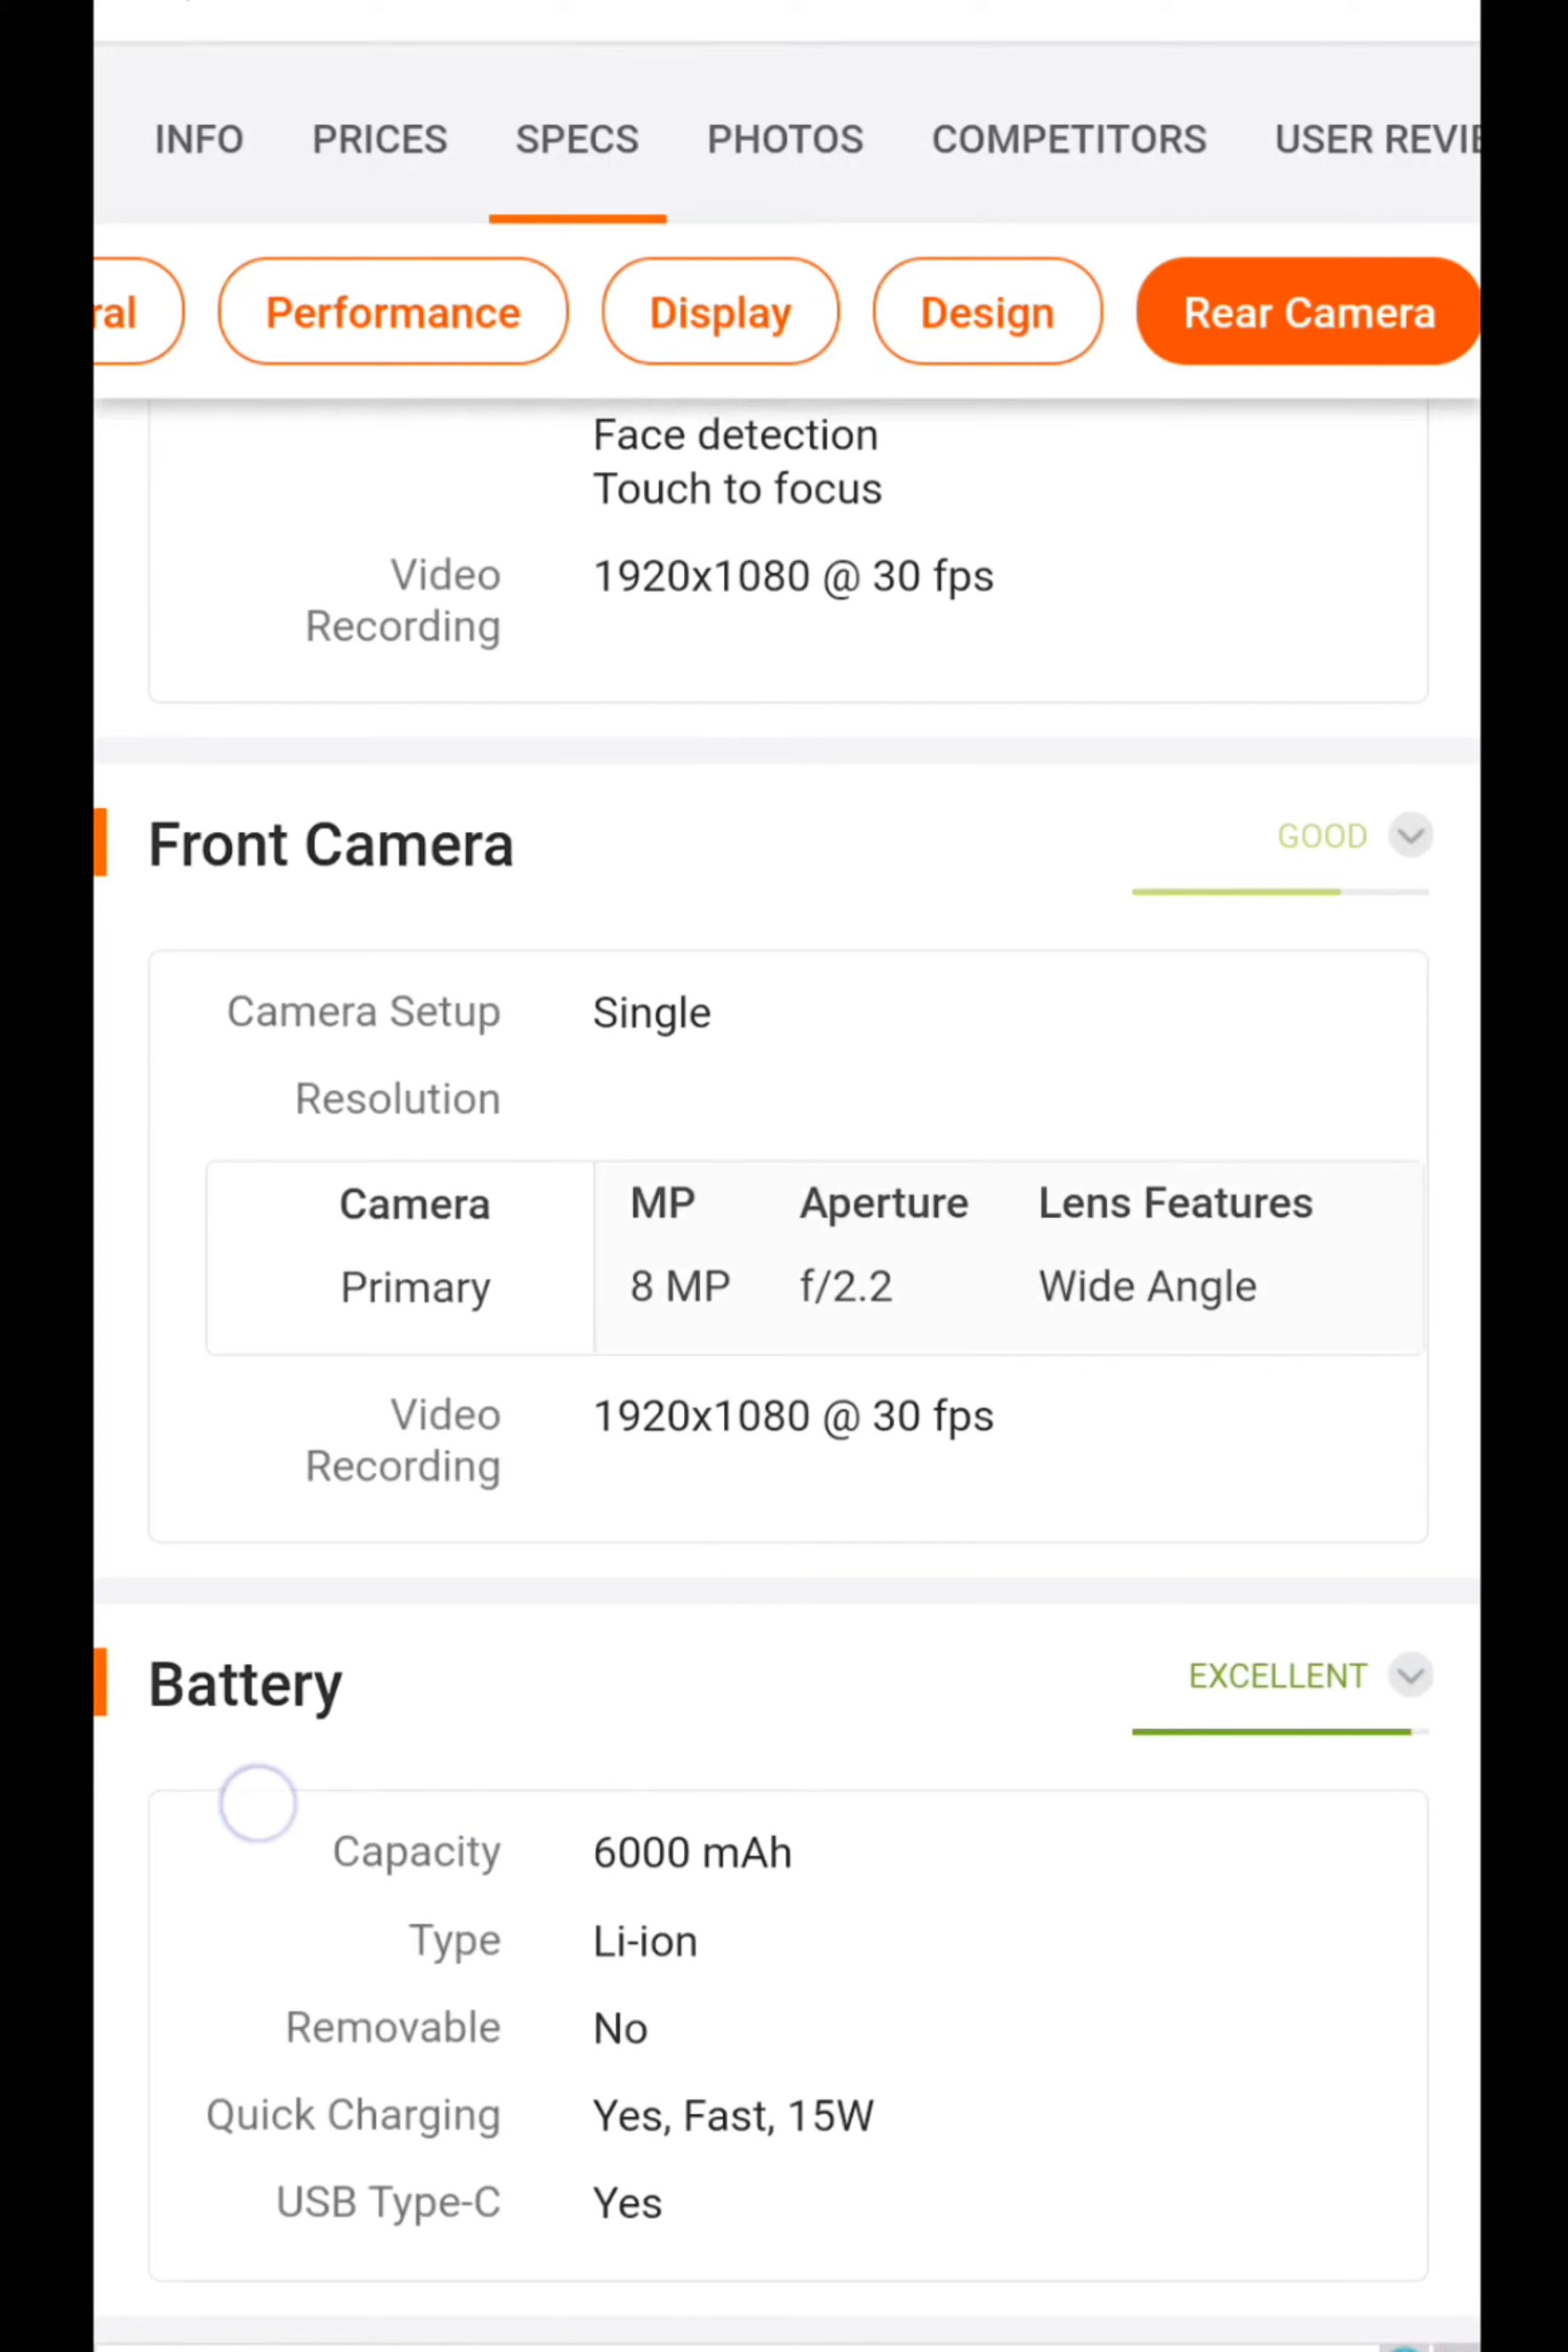 INFO PRICES SPECS PHOTOS COMPETITORS USER REVIE
ral Performance Display Design Rear Camera
Face detection
Touch to focus
Video Recording 1920x1080 @ 30 fps
Front Camera GOOD
Camera Setup Single
Resolution
Camera MP Aperture Lens Features
Primary 8 MP f/2.2 Wide Angle
Video Recording 1920x1080 @ 30 fps
Battery EXCELLENT
Capacity 6000 mAh
Type Li-ion
Removable No
Quick Charging Yes, Fast, 15W
USB Type-C Yes